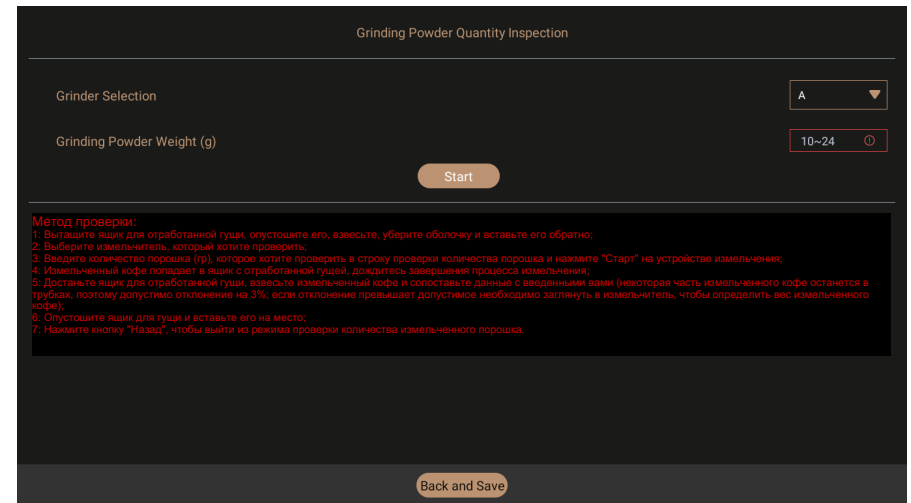 Grinding Powder Quantity Inspection
Grinder Selection
A
Grinding Powder Weight (g)
10~24
Start
Метод проверки:
1: Вытащите ящик для отработанной гущи, опустошите его, взвесьте, уберите оболочку и вставьте его обратно;
2: Выберите измельчитель, который хотите проверить;
3: Введите количество порошка (гр), которое хотите проверить в строку проверки количества порошка и нажмите "Старт" на устройстве измельчения;
4: Измельченный кофе попадает в ящик с отработанной гущей, дождитесь завершения процесса измельчения;
5: Достаньте ящик для отработанной гущи, взвесьте измельченный кофе и сопоставьте данные с введенными вами (некоторая часть измельченного кофе останется в
трубках, поэтому допустимо отклонение на 3%; если отклонение превышает допустимое необходимо заглянуть в измельчитель, чтобы определить вес измельченного
кофе);
6: Опустошите ящик для гущи и вставьте его на место;
7: Нажмите кнопку "Назад", чтобы выйти из режима проверки количества измельченного порошка.
Back and Save